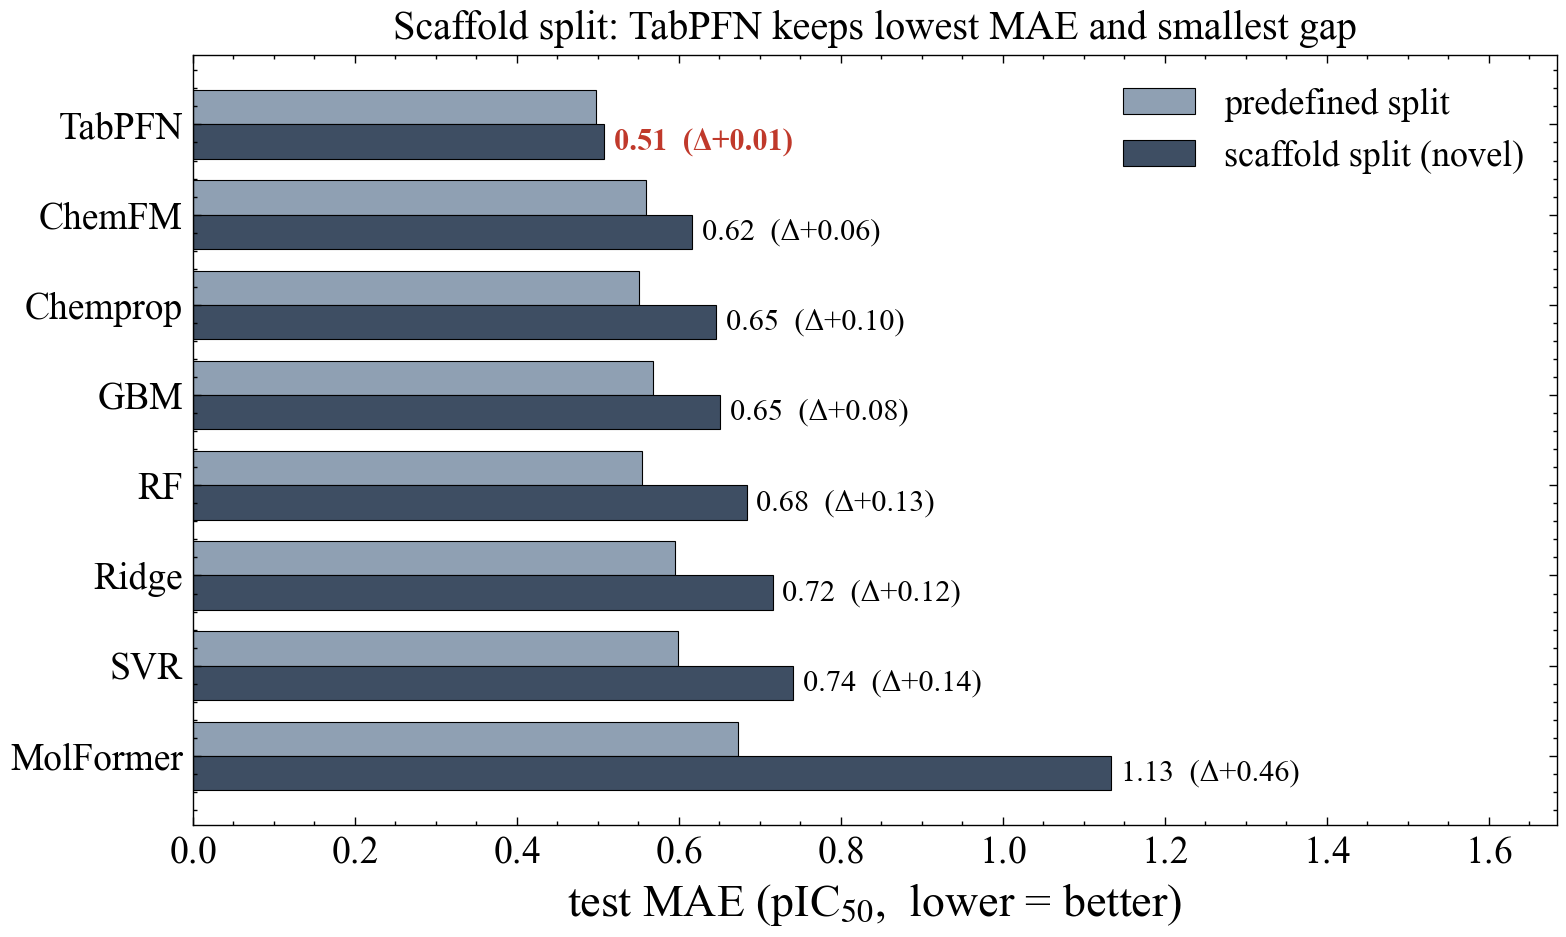 Scaffold split: TabPFN keeps lowest MAE and smallest gap
predefined split
scaffold split (novel)
TabPFN
0.51 (Δ+0.01)
ChemFM
0.62 (Δ+0.06)
Chemprop
0.65 (Δ+0.10)
GBM
0.65 (Δ+0.08)
RF
0.68 (Δ+0.13)
Ridge
0.72 (Δ+0.12)
SVR
0.74 (Δ+0.14)
MolFormer
1.13 (Δ+0.46)
0.0 0.2 0.4 0.6 0.8 1.0 1.2 1.4 1.6
test MAE (pIC₅₀, lower = better)